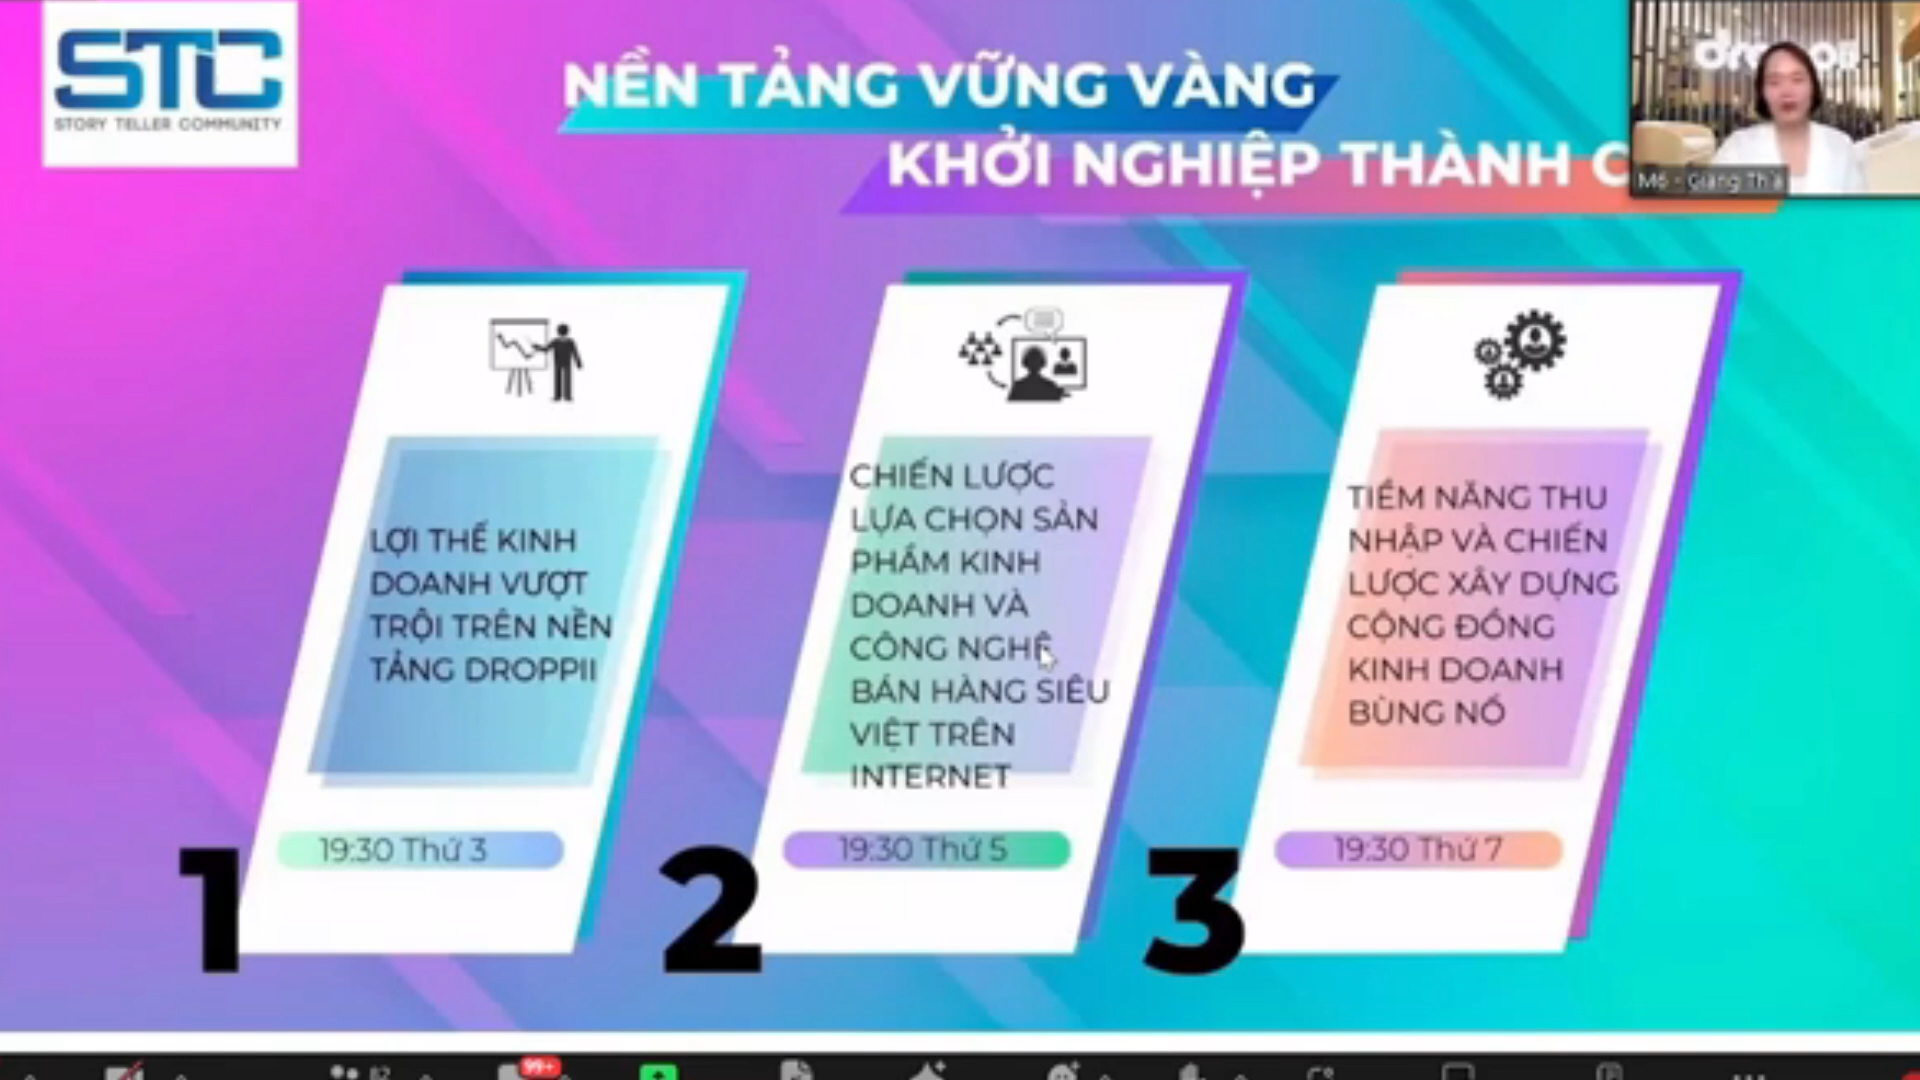 STC
STORY TELLER COMMUNITY
NỀN TẢNG VỮNG VÀNG
KHỞI NGHIỆP THÀNH C
M6 - Giang
LỢI THẾ KINH
DOANH VƯỢT
TRỘI TRÊN NỀN
TẢNG DROPPII
19:30 Thứ 3
1
CHIẾN LƯỢC
LỰA CHỌN SẢN
PHẨM KINH
DOANH VÀ
CÔNG NGHỆ
BÁN HÀNG SIÊU
VIỆT TRÊN
INTERNET
19:30 Thứ 5
2
TIỀM NĂNG THU
NHẬP VÀ CHIẾN
LƯỢC XÂY DỰNG
CỘNG ĐỒNG
KINH DOANH
BÙNG NỔ
19:30 Thứ 7
3
99+